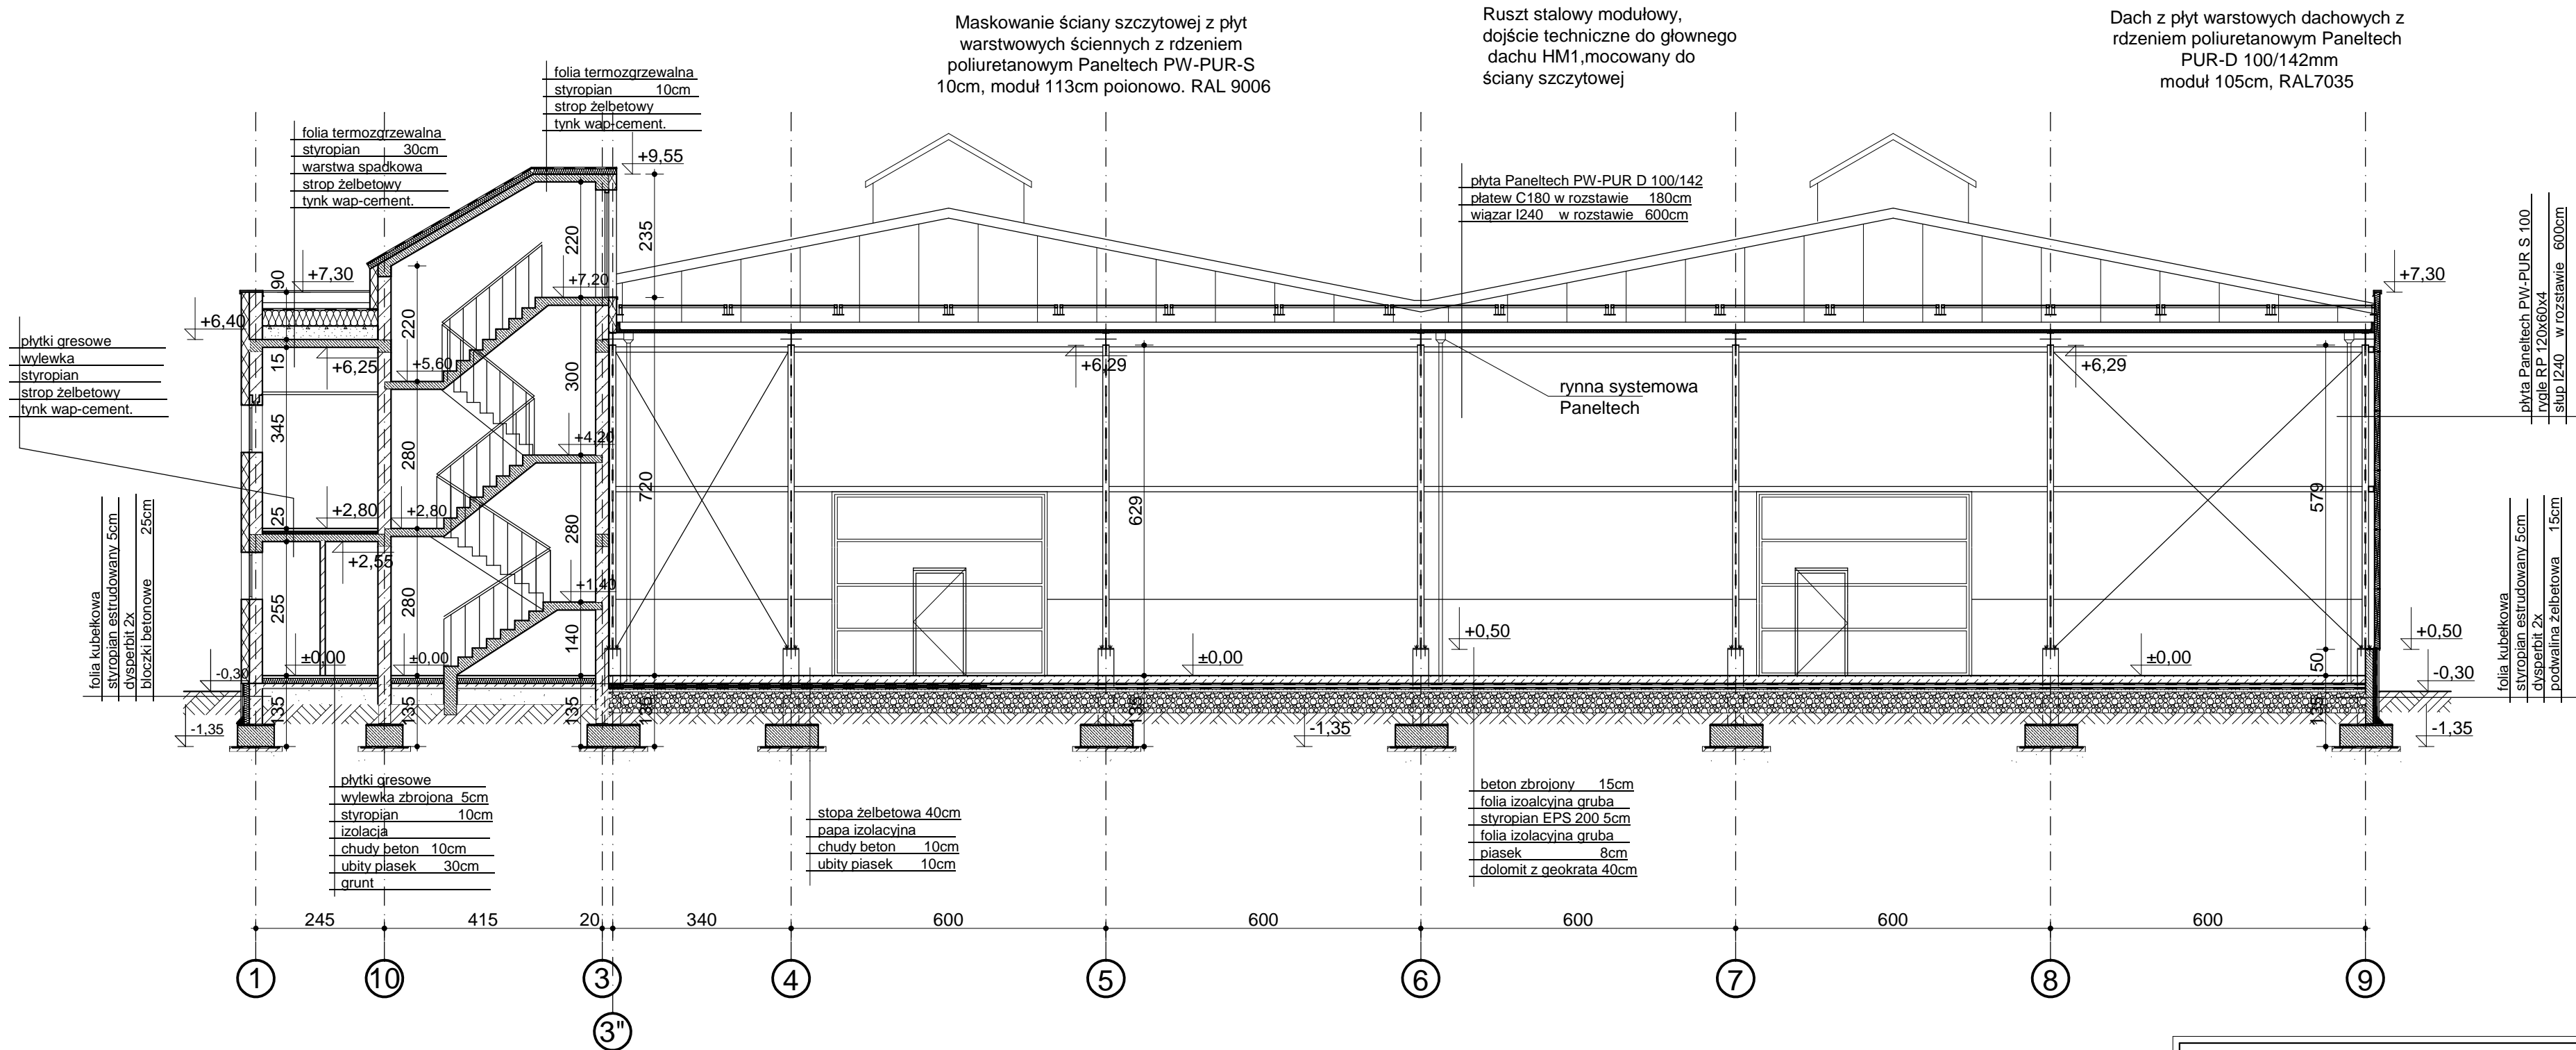 Maskowanie ściany szczytowej z płyt
warstwowych ściennych z rdzeniem
poliuretanowym Paneltech PW-PUR-S
10cm, moduł 113cm poionowo. RAL 9006
Ruszt stalowy modułowy,
dojście techniczne do głownego
dachu HM1,mocowany do
ściany szczytowej
Dach z płyt warstowych dachowych z
rdzeniem poliuretanowym Paneltech
PUR-D 100/142mm
moduł 105cm, RAL7035
folia termozgrzewalna
styropian 10cm
strop żelbetowy
tynk wap-cement.
folia termozgrzewalna
styropian 30cm
warstwa spadkowa
strop żelbetowy
tynk wap-cement.
płyta Paneltech PW-PUR D 100/142
płatew C180 w rozstawie 180cm
wiązar I240 w rozstawie 600cm
płyta Paneltech PW-PUR S 100
rygle RP 120x60x4
słup I240 w rozstawie 600cm
płytki gresowe
wylewka
styropian
strop żelbetowy
tynk wap-cement.
rynna systemowa
Paneltech
folia kubełkowa
styropian estrudowany 5cm
dysperbit 2x
bloczki betonowe 25cm
folia kubełkowa
styropian estrudowany 5cm
dysperbit 2x
podwalina żelbetowa 15cm
+9,55
+7,30
+6,40
+6,25
+5,60
+7,20
+4,20
+2,80
+2,80
+2,55
+1,40
±0,00
±0,00
-0,30
-1,35
90
15
345
25
255
135
220
280
280
135
220
300
280
140
135
235
720
135
+6,29
629
135
±0,00
-1,35
+0,50
+6,29
579
50
135
±0,00
+7,30
+0,50
-0,30
-1,35
płytki gresowe
wylewka zbrojona 5cm
styropian 10cm
izolacja
chudy beton 10cm
ubity piasek 30cm
grunt
stopa żelbetowa 40cm
papa izolacyjna
chudy beton 10cm
ubity piasek 10cm
beton zbrojony 15cm
folia izoalcyjna gruba
styropian EPS 200 5cm
folia izolacyjna gruba
piasek 8cm
dolomit z geokrata 40cm
245 415 20 340 600 600 600 600 600
1 10 3 4 5 6 7 8 9
3"